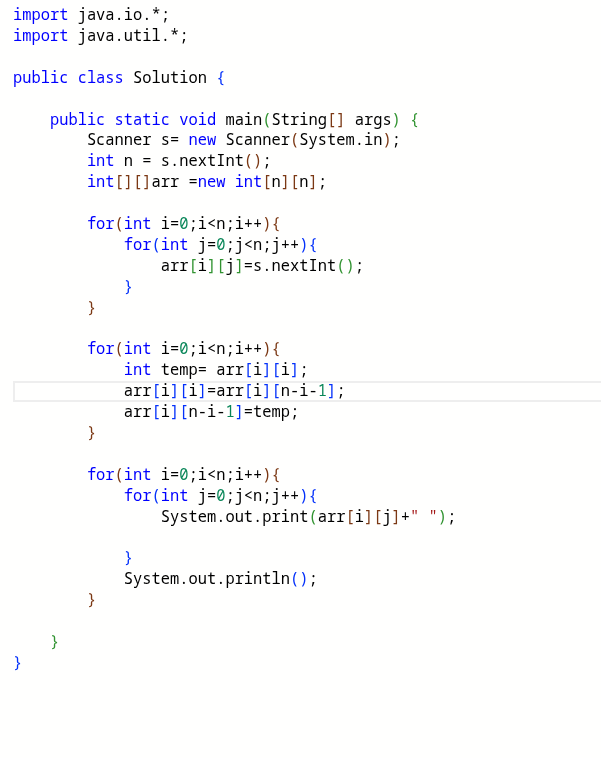 import java.io.*;
import java.util.*;

public class Solution {

    public static void main(String[] args) {
        Scanner s= new Scanner(System.in);
        int n = s.nextInt();
        int[][]arr =new int[n][n];

        for(int i=0;i<n;i++){
            for(int j=0;j<n;j++){
                arr[i][j]=s.nextInt();
            }
        }

        for(int i=0;i<n;i++){
            int temp= arr[i][i];
            arr[i][i]=arr[i][n-i-1];
            arr[i][n-i-1]=temp;
        }

        for(int i=0;i<n;i++){
            for(int j=0;j<n;j++){
                System.out.print(arr[i][j]+" ");

            }
            System.out.println();
        }

    }
}